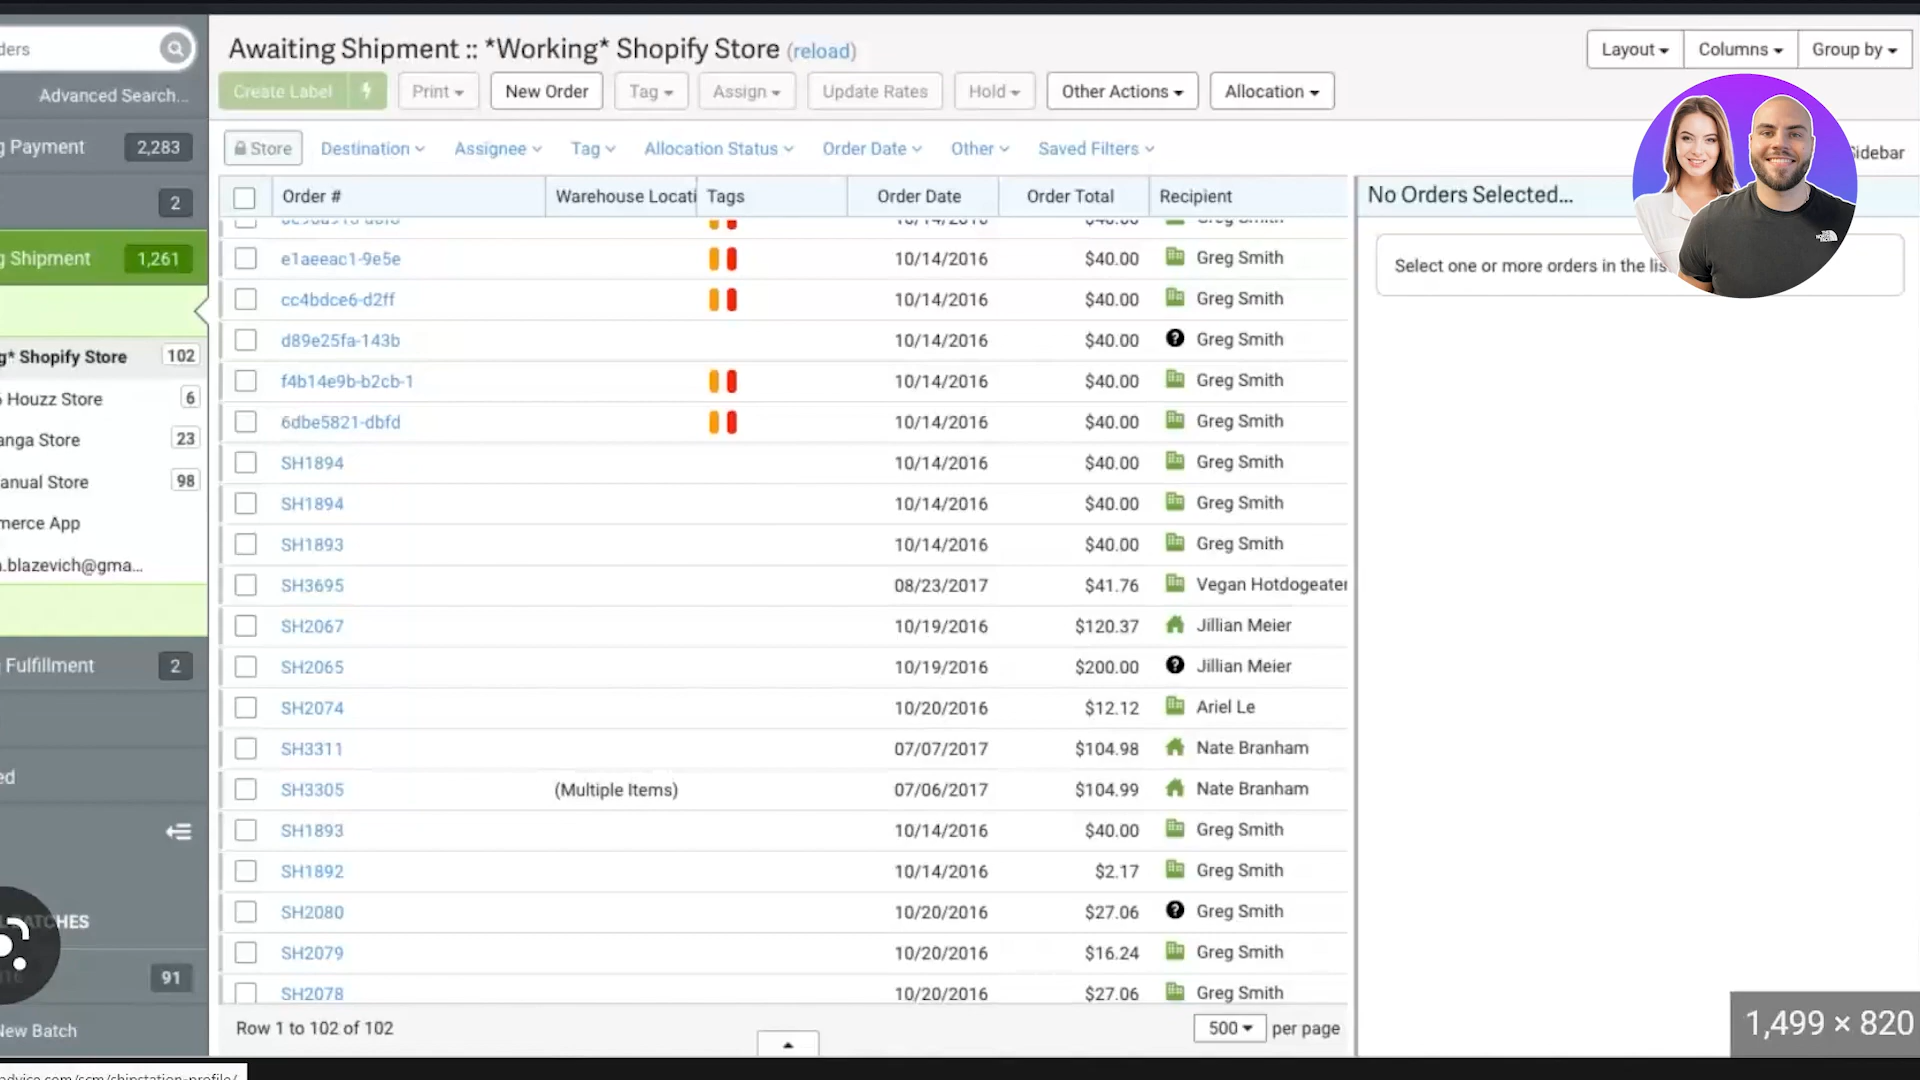 ders
Awaiting Shipment :: *Working* Shopify Store (reload)
Layout
Columns
Group by
Advanced Search...
Create Label
Print
New Order
Tag
Assign
Update Rates
Hold
Other Actions
Allocation
g Payment 2,283
Store
Destination
Assignee
Tag
Allocation Status
Order Date
Other
Saved Filters
idebar
2
Order #
Warehouse Locati
Tags
Order Date
Order Total
Recipient
No Orders Selected...
10/14/2016 $40.00 Greg Smith
g Shipment 1,261
e1aeeac1-9e5e 10/14/2016 $40.00 Greg Smith
Select one or more orders in the lis
cc4bdce6-d2ff 10/14/2016 $40.00 Greg Smith
d89e25fa-143b 10/14/2016 $40.00 Greg Smith
g* Shopify Store 102
f4b14e9b-b2cb-1 10/14/2016 $40.00 Greg Smith
Houzz Store 6
6dbe5821-dbfd 10/14/2016 $40.00 Greg Smith
anga Store 23
SH1894 10/14/2016 $40.00 Greg Smith
anual Store 98
SH1894 10/14/2016 $40.00 Greg Smith
merce App
SH1893 10/14/2016 $40.00 Greg Smith
.blazevich@gma...
SH3695 08/23/2017 $41.76 Vegan Hotdogeater
SH2067 10/19/2016 $120.37 Jillian Meier
Fulfillment 2
SH2065 10/19/2016 $200.00 Jillian Meier
SH2074 10/20/2016 $12.12 Ariel Le
SH3311 07/07/2017 $104.98 Nate Branham
ed
SH3305 (Multiple Items) 07/06/2017 $104.99 Nate Branham
SH1893 10/14/2016 $40.00 Greg Smith
SH1892 10/14/2016 $2.17 Greg Smith
ATCHES
SH2080 10/20/2016 $27.06 Greg Smith
SH2079 10/20/2016 $16.24 Greg Smith
91
SH2078 10/20/2016 $27.06 Greg Smith
New Batch
Row 1 to 102 of 102
500 per page
1,499 × 820